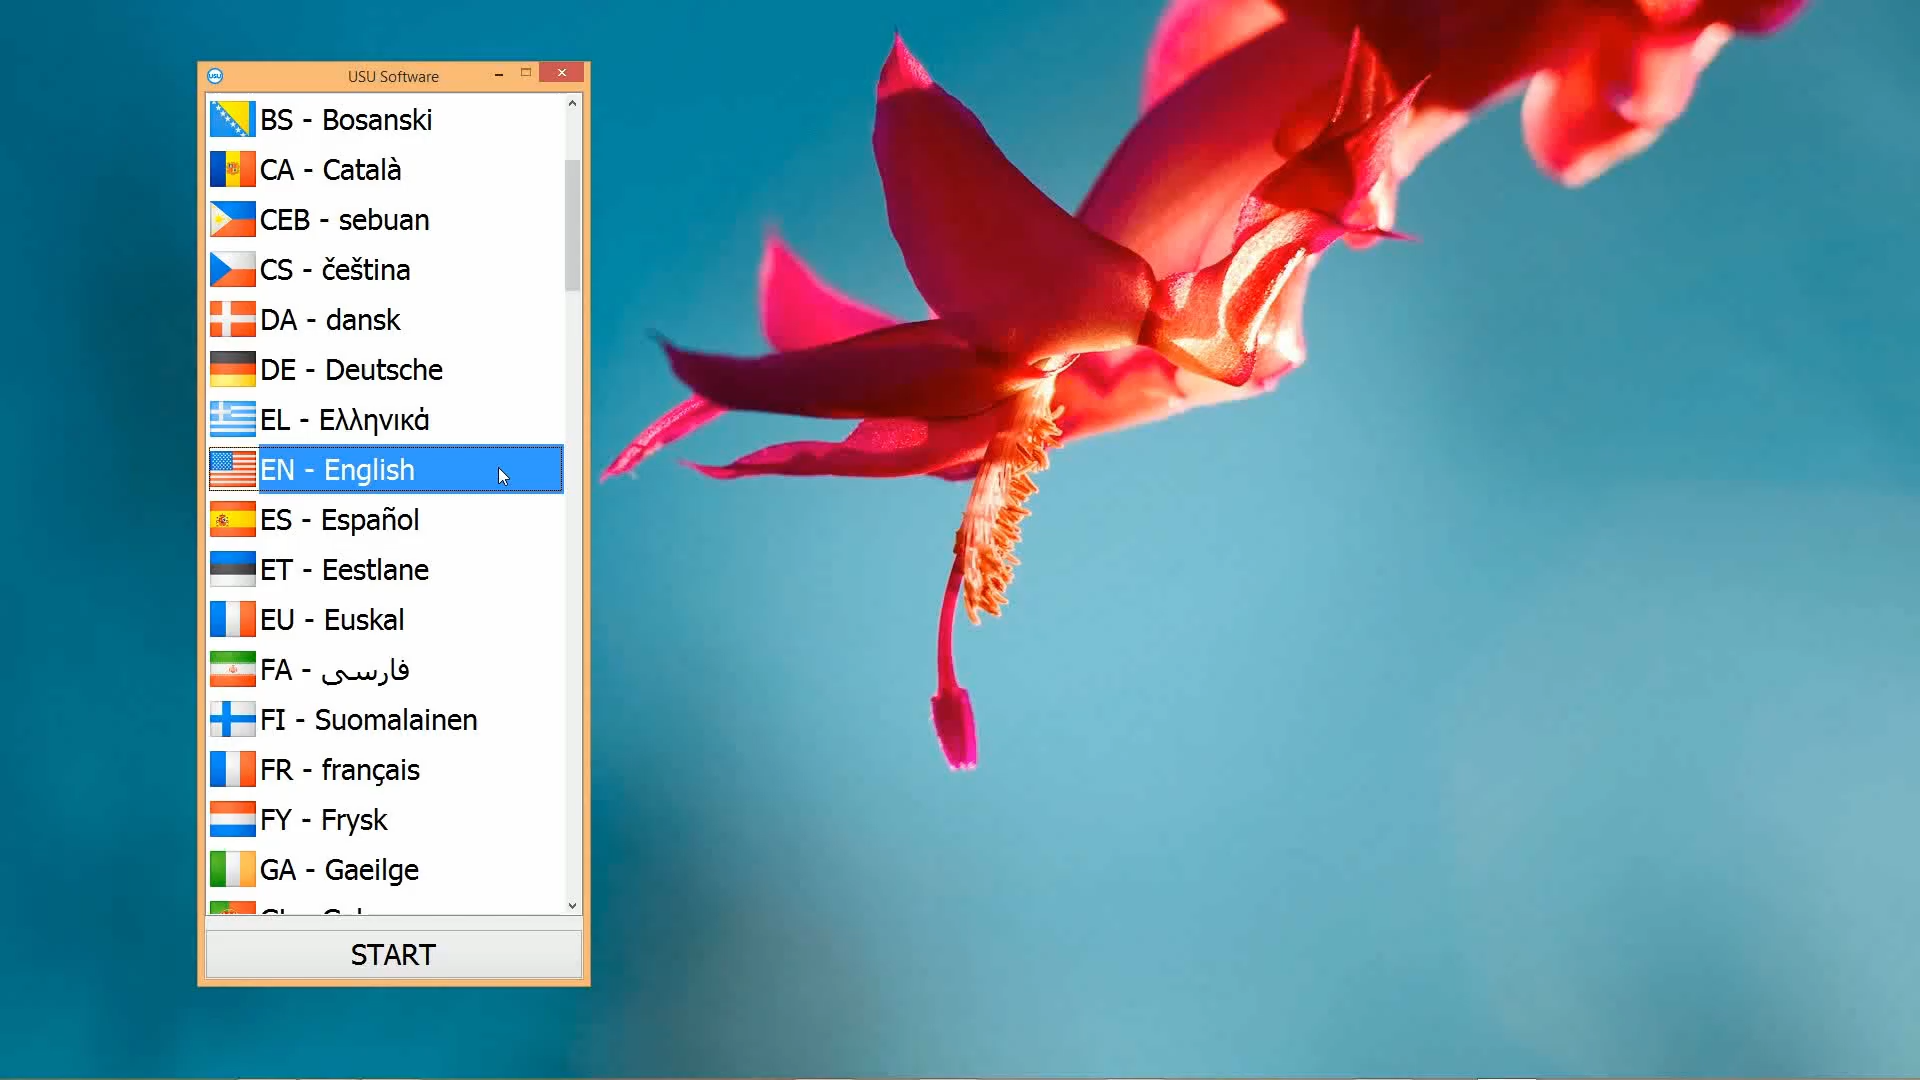 USU Software
BS - Bosanski
CA - Català
CEB - sebuan
CS - čeština
DA - dansk
DE - Deutsche
EL - Ελληνικά
EN - English
ES - Español
ET - Eestlane
EU - Euskal
FA - فارسی
FI - Suomalainen
FR - français
FY - Frysk
GA - Gaeilge
START